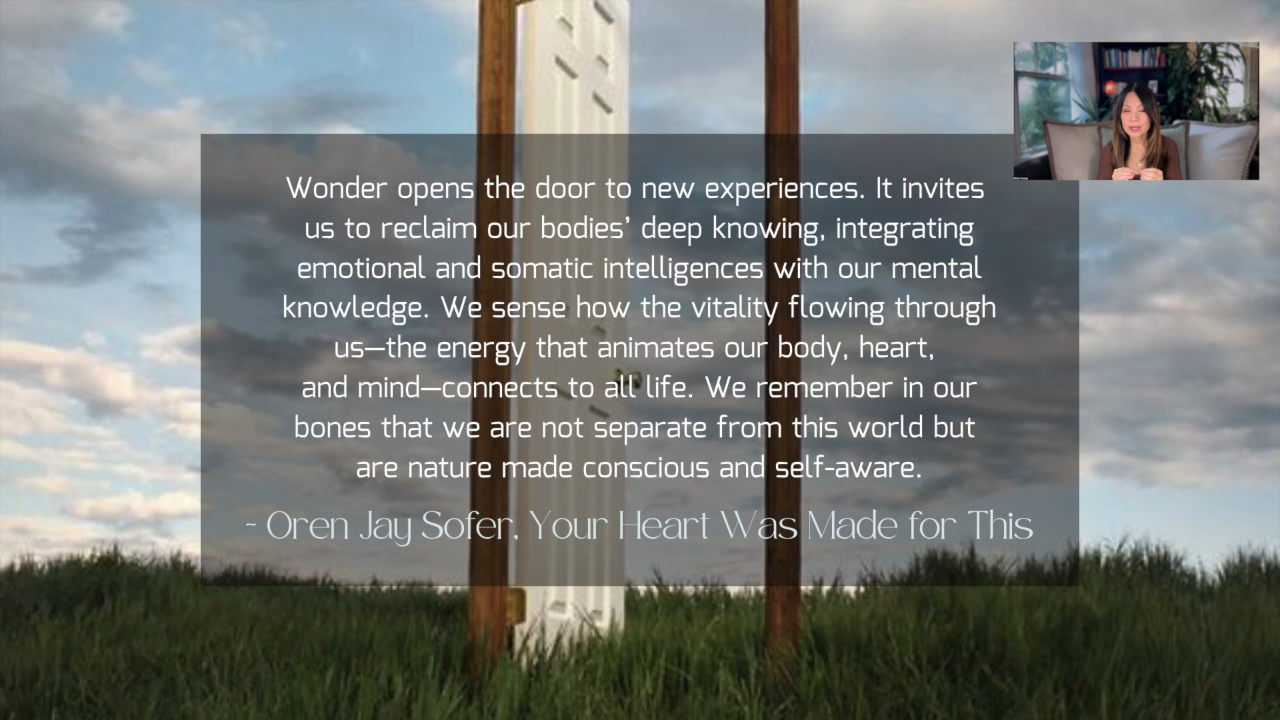 Wonder opens the door to new experiences. It invites
us to reclaim our bodies’ deep knowing, integrating
emotional and somatic intelligences with our mental
knowledge. We sense how the vitality flowing through
us—the energy that animates our body, heart,
and mind—connects to all life. We remember in our
bones that we are not separate from this world but
are nature made conscious and self-aware.
~ Oren Jay Sofer, Your Heart Was Made for This